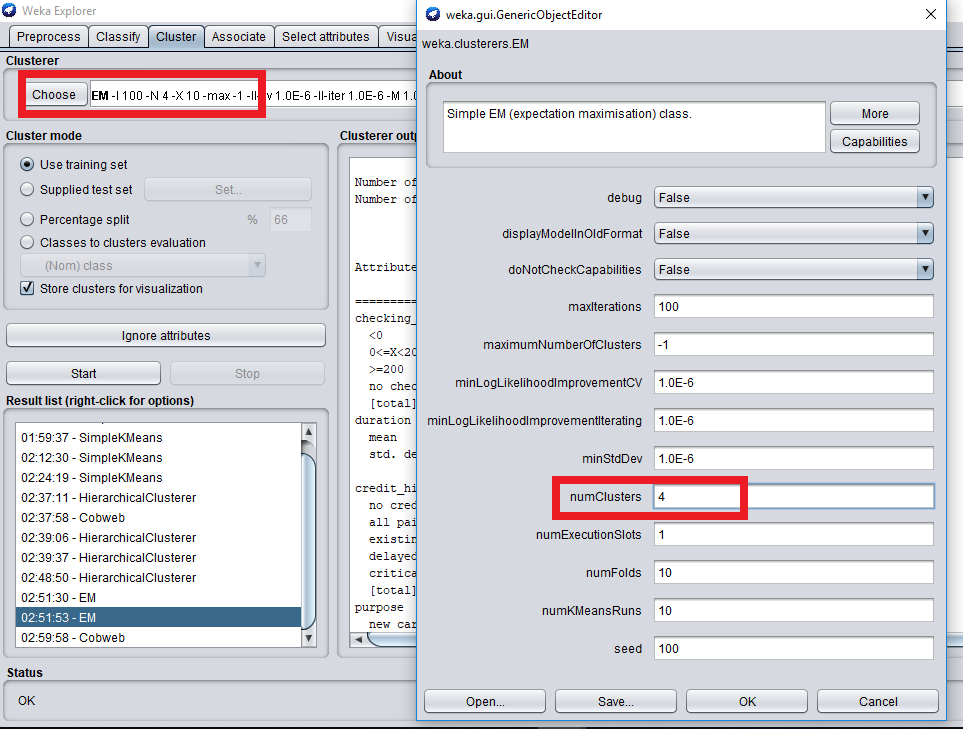 Weka Explorer
Preprocess Classify Cluster Associate Select attributes Visua
Clusterer
Choose EM -I 100 -N 4 -X 10 -max -1 -ll-cv 1.0E-6 -ll-iter 1.0E-6 -M 1.0
Cluster mode
Use training set
Supplied test set Set...
Percentage split % 66
Classes to clusters evaluation
(Nom) class
Store clusters for visualization
Ignore attributes
Start Stop
Result list (right-click for options)
01:59:37 - SimpleKMeans
02:12:30 - SimpleKMeans
02:24:19 - SimpleKMeans
02:37:11 - HierarchicalClusterer
02:37:58 - Cobweb
02:39:06 - HierarchicalClusterer
02:39:37 - HierarchicalClusterer
02:48:50 - HierarchicalClusterer
02:51:30 - EM
02:51:53 - EM
02:59:58 - Cobweb
Status
OK
Clusterer outp
Number of
Number of
Attribute
=========
checking_
<0
0<=X<20
>=200
no chec
[total]
duration
mean
std. de
credit_hi
no cred
all pai
existin
delayed
critica
[total]
purpose
new car
weka.gui.GenericObjectEditor
weka.clusterers.EM
About
Simple EM (expectation maximisation) class.
More
Capabilities
debug False
displayModelInOldFormat False
doNotCheckCapabilities False
maxIterations 100
maximumNumberOfClusters -1
minLogLikelihoodImprovementCV 1.0E-6
minLogLikelihoodImprovementIterating 1.0E-6
minStdDev 1.0E-6
numClusters 4
numExecutionSlots 1
numFolds 10
numKMeansRuns 10
seed 100
Open... Save... OK Cancel